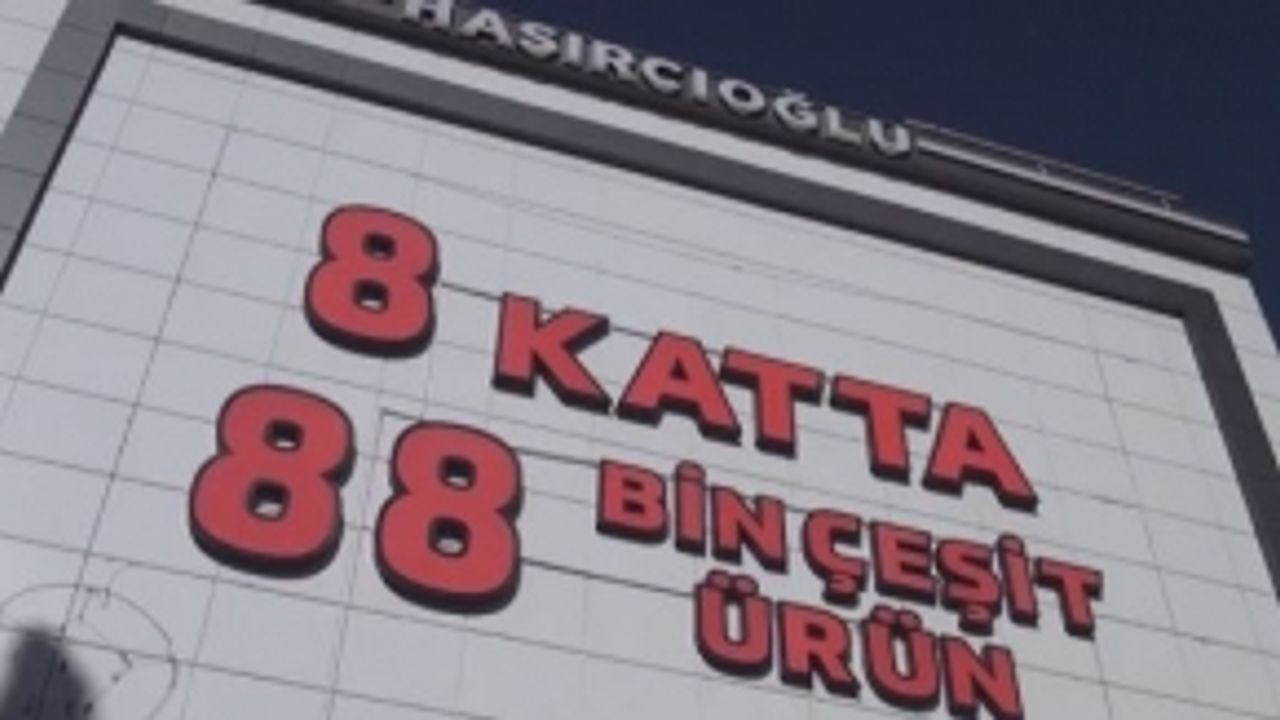 HASIRCIOĞLU
8 KATTA
88 BİN ÇEŞİT
ÜRÜN